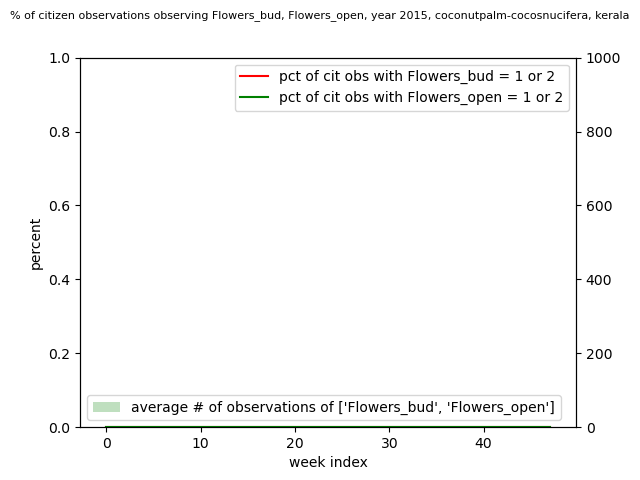 % of citizen observations observing Flowers_bud, Flowers_open, year 2015, coconutpalm-cocosnucifera, kerala
1.0
0.8
0.6
0.4
0.2
0.0
percent
pct of cit obs with Flowers_bud = 1 or 2
pct of cit obs with Flowers_open = 1 or 2
average # of observations of ['Flowers_bud', 'Flowers_open']
1000
800
600
400
200
0
0 10 20 30 40
week index